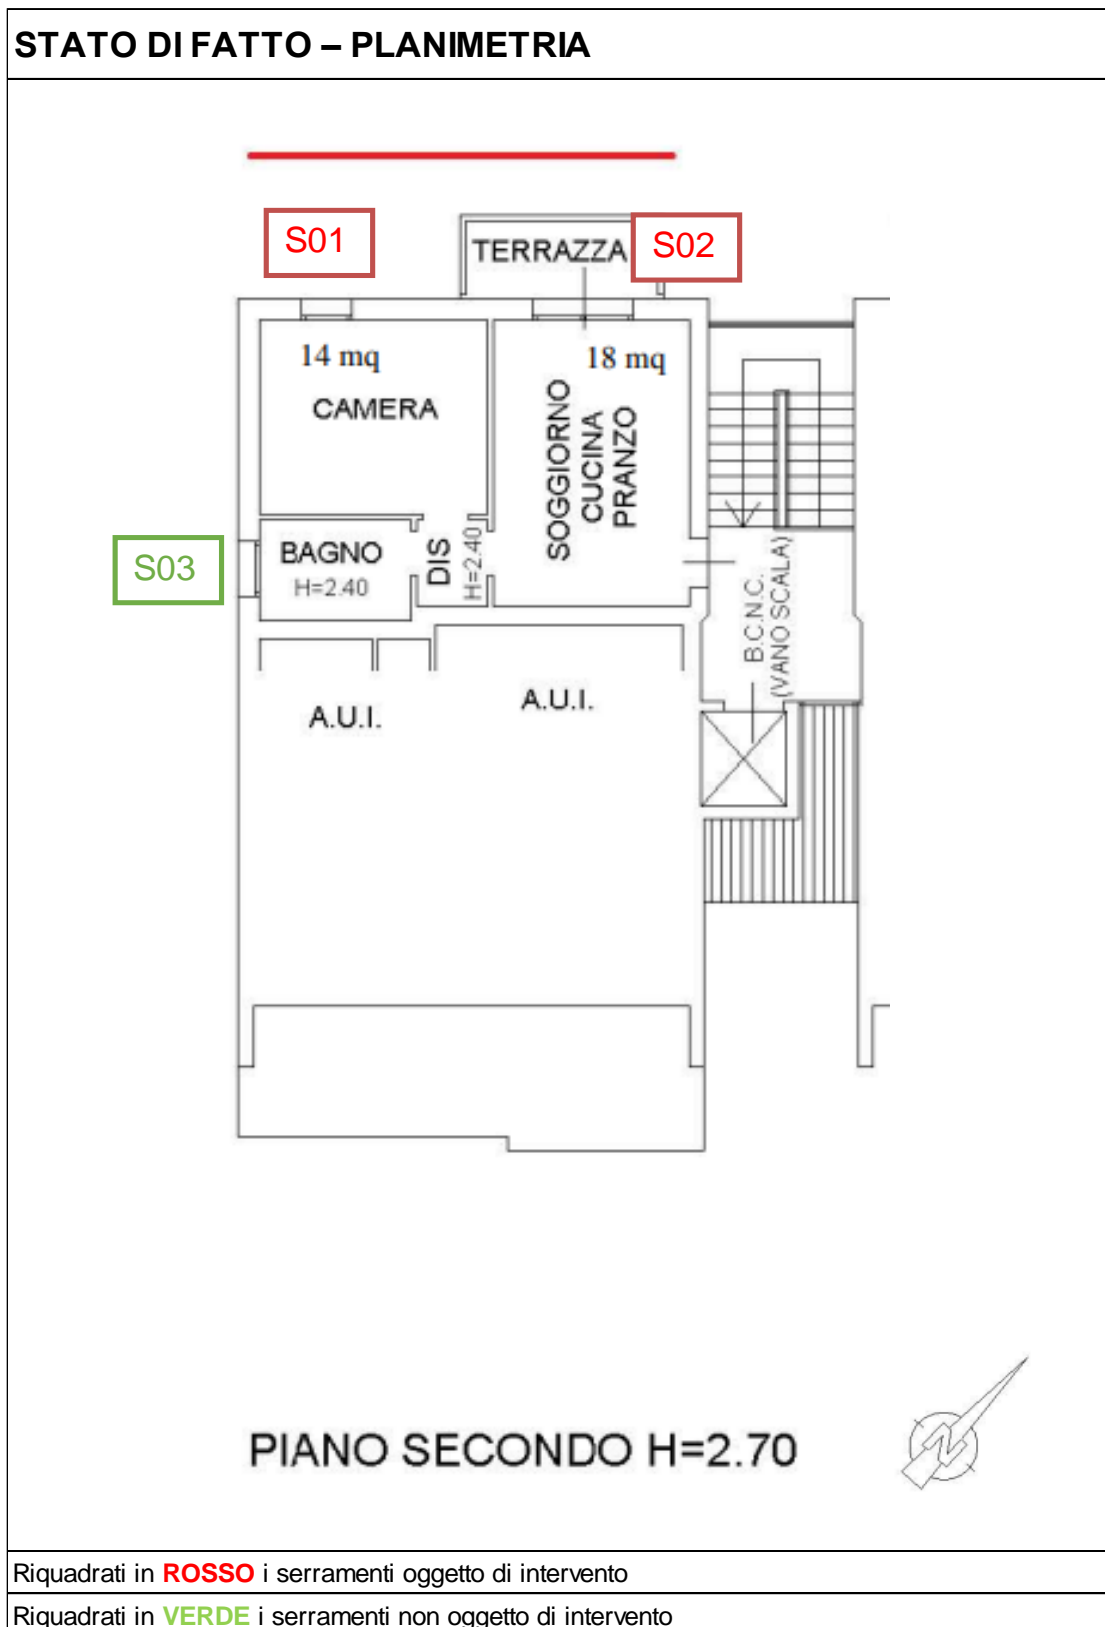 STATO DI FATTO – PLANIMETRIA
S01
TERRAZZA
S02
14 mq
18 mq
CAMERA
SOGGIORNO
CUCINA
PRANZO
S03
BAGNO
H=2.40
DIS
H=2.40
B.C.N.C.
(VANO SCALA)
A.U.I.
A.U.I.
PIANO SECONDO H=2.70
N
Riquadrati in ROSSO i serramenti oggetto di intervento
Riquadrati in VERDE i serramenti non oggetto di intervento